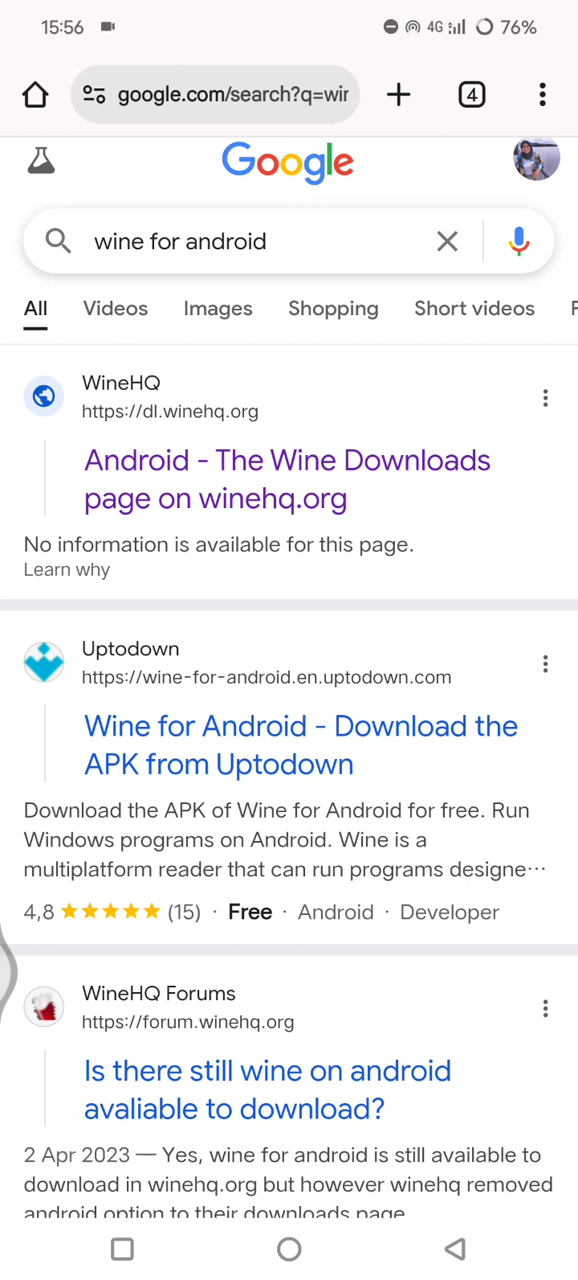 15:56 4G 76%
google.com/search?q=wir
4
Google
wine for android
All Videos Images Shopping Short videos
WineHQ
https://dl.winehq.org
Android - The Wine Downloads
page on winehq.org
No information is available for this page.
Learn why
Uptodown
https://wine-for-android.en.uptodown.com
Wine for Android - Download the
APK from Uptodown
Download the APK of Wine for Android for free. Run
Windows programs on Android. Wine is a
multiplatform reader that can run programs designe…
4,8 (15) · Free · Android · Developer
WineHQ Forums
https://forum.winehq.org
Is there still wine on android
avaliable to download?
2 Apr 2023 — Yes, wine for android is still available to
download in winehq.org but however winehq removed
android option to their downloads page